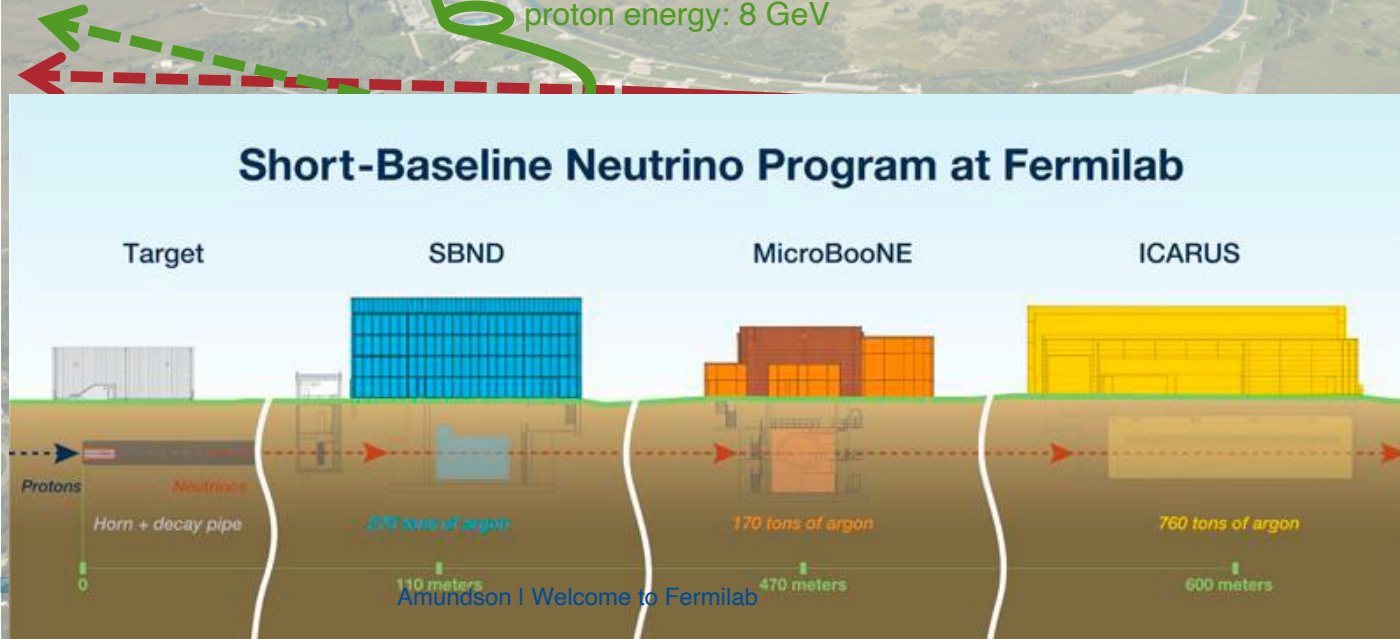 proton energy: 8 GeV
Short-Baseline Neutrino Program at Fermilab
Target
SBND
MicroBooNE
ICARUS
Protons
Neutrinos
Horn + decay pipe
270 tons of argon
170 tons of argon
760 tons of argon
0
110 meters
470 meters
600 meters
Amundson | Welcome to Fermilab